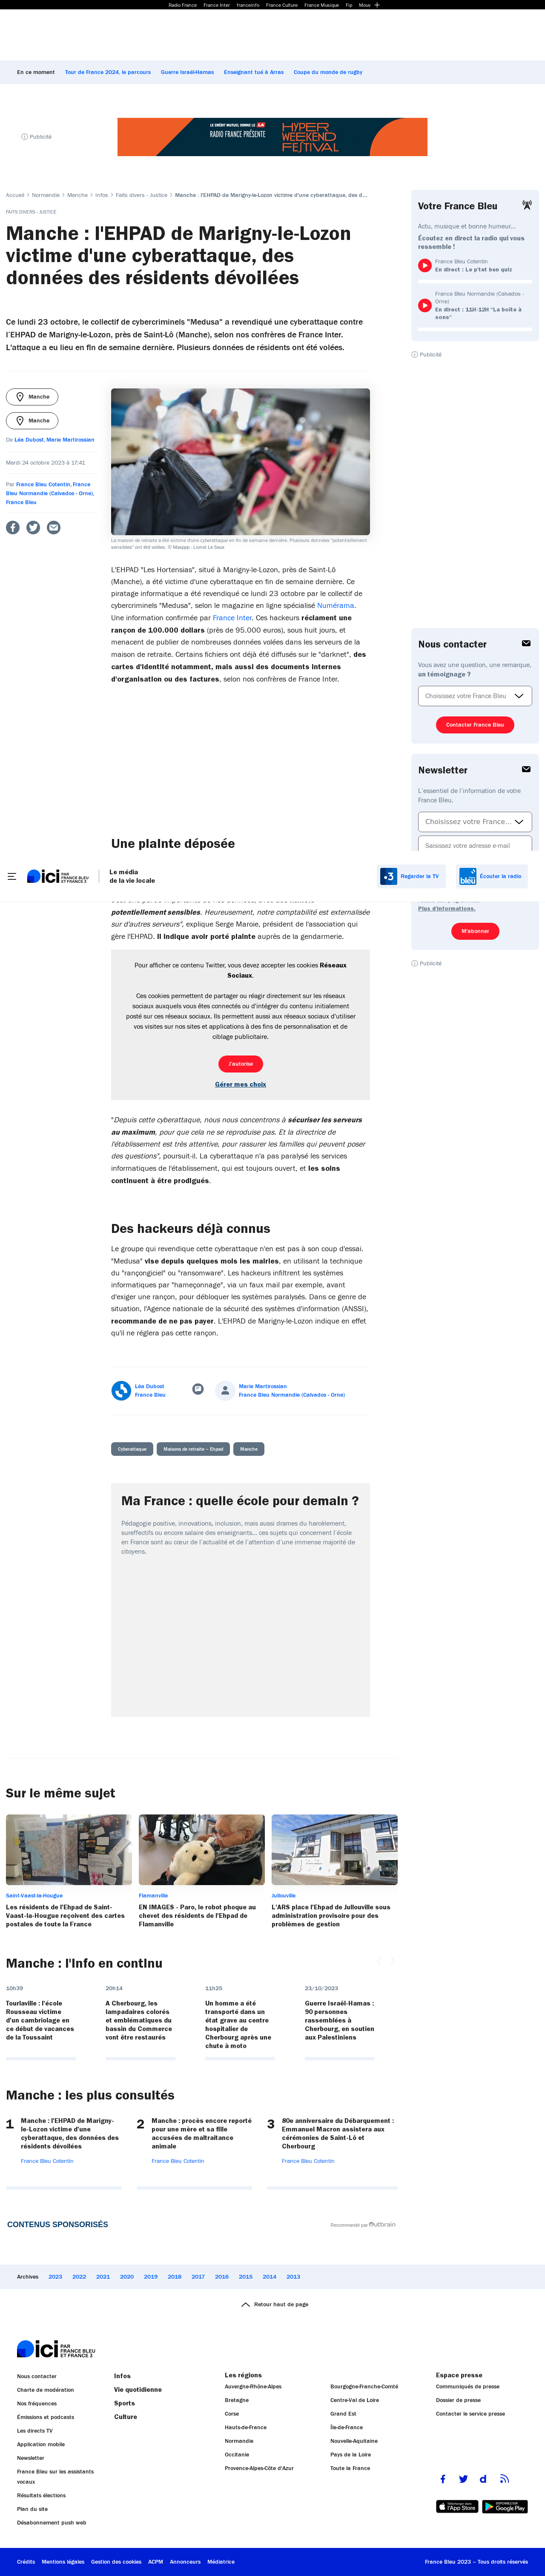 Radio France France Inter franceinfo France Culture France Musique Fip Mouv
En ce moment Tour de France 2024, le parcours Guerre Israël-Hamas Enseignant tué à Arras Coupe du monde de rugby
Publicité
LE CRÉDIT MUTUEL DONNE LE LA
RADIO FRANCE PRÉSENTE
HYPER WEEKEND FESTIVAL
Accueil > Normandie > Manche > Infos > Faits divers - Justice > Manche : l'EHPAD de Marigny-le-Lozon victime d'une cyberattaque, des d...
FAITS DIVERS - JUSTICE
Manche : l'EHPAD de Marigny-le-Lozon
victime d'une cyberattaque, des
données des résidents dévoilées
Ce lundi 23 octobre, le collectif de cybercriminels "Medusa" a revendiqué une cyberattaque contre
l'EHPAD de Marigny-le-Lozon, près de Saint-Lô, selon nos confrères de France Inter.
L'attaque a eu lieu en fin de semaine dernière. Plusieurs données de résidents ont été volées.
Manche
Manche
De Léa Dubost, Marie Martirossian
Mardi 24 octobre 2023 à 17:41
Par France Bleu Cotentin, France
Bleu Normandie (Calvados - Orne),
France Bleu
La maison de retraite a été victime d'une cyberattaque en fin de semaine dernière. Plusieurs données "potentiellement
sensibles" ont été volées. © Maxppp - Lionel Le Saux
L'EHPAD "Les Hortensias", situé à Marigny-le-Lozon, près de Saint-Lô
(Manche), a été victime d'une cyberattaque en fin de semaine dernière. Ce
piratage informatique a été revendiqué ce lundi 23 octobre par le collectif de
cybercriminels "Medusa", selon le magazine en ligne spécialisé Numérama.
Une information confirmée par France Inter. Ces hackeurs réclament une
rançon de 100.000 dollars (près de 95.000 euros), sous huit jours, et
menacent de publier de nombreuses données volées dans les serveurs de la
maison de retraite. Certains fichiers ont déjà été diffusés sur le "darknet", des
cartes d'identité notamment, mais aussi des documents internes
d'organisation ou des factures, selon nos confrères de France Inter.
Une plainte déposée
ici PAR FRANCE BLEU ET FRANCE 3
Le média
de la vie locale
Regarder la TV
Écouter la radio
potentiellement sensibles. Heureusement, notre comptabilité est externalisée
sur d'autres serveurs", explique Serge Maroie, président de l'association qui
gère l'EHPAD. Il indique avoir porté plainte auprès de la gendarmerie.
Pour afficher ce contenu Twitter, vous devez accepter les cookies Réseaux
Sociaux.
Ces cookies permettent de partager ou réagir directement sur les réseaux
sociaux auxquels vous êtes connectés ou d'intégrer du contenu initialement
posté sur ces réseaux sociaux. Ils permettent aussi aux réseaux sociaux d'utiliser
vos visites sur nos sites et applications à des fins de personnalisation et de
ciblage publicitaire.
J'autorise
Gérer mes choix
"Depuis cette cyberattaque, nous nous concentrons à sécuriser les serveurs
au maximum, pour que cela ne se reproduise pas. Et la directrice de
l'établissement est très attentive, pour rassurer les familles qui peuvent poser
des questions", poursuit-il. La cyberattaque n'a pas paralysé les services
informatiques de l'établissement, qui est toujours ouvert, et les soins
continuent à être prodigués.
Des hackeurs déjà connus
Le groupe qui revendique cette cyberattaque n'en est pas à son coup d'essai.
"Medusa" vise depuis quelques mois les mairies, en utilisant la technique
du "rançongiciel" ou "ransomware". Les hackeurs infiltrent les systèmes
informatiques par "hameçonnage", via un faux mail par exemple, avant
d'exiger une rançon, pour débloquer les systèmes paralysés. Dans ce genre de
situation, l'Agence nationale de la sécurité des systèmes d'information (ANSSI),
recommande de ne pas payer. L'EHPAD de Marigny-le-Lozon indique en effet
qu'il ne réglera pas cette rançon.
Léa Dubost
France Bleu
Marie Martirossian
France Bleu Normandie (Calvados - Orne)
Cyberattaque Maisons de retraite – Ehpad Manche
Ma France : quelle école pour demain ?
Pédagogie positive, innovations, inclusion, mais aussi drames du harcèlement,
sureffectifs ou encore salaire des enseignants... ces sujets qui concernent l'école
en France sont au cœur de l'actualité et de l'attention d'une immense majorité de
citoyens.
Votre France Bleu
Actu, musique et bonne humeur...
Écoutez en direct la radio qui vous
ressemble !
France Bleu Cotentin
En direct : Le p'tet ben quiz
France Bleu Normandie (Calvados -
Orne)
En direct : 11H-12H "La boîte à
sons"
Publicité
Nous contacter
Vous avez une question, une remarque,
un témoignage ?
Choisissez votre France Bleu
Contacter France Bleu
Newsletter
L'essentiel de l'information de votre
France Bleu.
Choisissez votre France...
Saisissez votre adresse e-mail
Plus d'informations.
M'abonner
Publicité
Sur le même sujet
Saint-Vaast-la-Hougue
Les résidents de l'Ehpad de Saint-
Vaast-la-Hougue reçoivent des cartes
postales de toute la France
Flamanville
EN IMAGES - Paro, le robot phoque au
chevet des résidents de l'Ehpad de
Flamanville
Jullouville
L'ARS place l'Ehpad de Jullouville sous
administration provisoire pour des
problèmes de gestion
Manche : l'info en continu
10h39
Tourlaville : l'école
Rousseau victime
d'un cambriolage en
ce début de vacances
de la Toussaint
20h14
A Cherbourg, les
lampadaires colorés
et emblématiques du
bassin du Commerce
vont être restaurés
11h25
Un homme a été
transporté dans un
état grave au centre
hospitalier de
Cherbourg après une
chute à moto
23/10/2023
Guerre Israël-Hamas :
90 personnes
rassemblées à
Cherbourg, en soutien
aux Palestiniens
Manche : les plus consultés
1 Manche : l'EHPAD de Marigny-
le-Lozon victime d'une
cyberattaque, des données des
résidents dévoilées
France Bleu Cotentin
2 Manche : procès encore reporté
pour une mère et sa fille
accusées de maltraitance
animale
France Bleu Cotentin
3 80e anniversaire du Débarquement :
Emmanuel Macron assistera aux
cérémonies de Saint-Lô et
Cherbourg
France Bleu Cotentin
CONTENUS SPONSORISÉS
Recommandé par Outbrain
Archives 2023 2022 2021 2020 2019 2018 2017 2016 2015 2014 2013
Retour haut de page
ici PAR FRANCE BLEU ET FRANCE 3
Nous contacter
Charte de modération
Nos fréquences
Émissions et podcasts
Les directs TV
Application mobile
Newsletter
France Bleu sur les assistants
vocaux
Résultats élections
Plan du site
Désabonnement push web
Infos
Vie quotidienne
Sports
Culture
Les régions
Auvergne-Rhône-Alpes
Bretagne
Corse
Hauts-de-France
Normandie
Occitanie
Provence-Alpes-Côte d'Azur
Bourgogne-Franche-Comté
Centre-Val de Loire
Grand Est
Île-de-France
Nouvelle-Aquitaine
Pays de la Loire
Toute la France
Espace presse
Communiqués de presse
Dossier de presse
Contacter le service presse
Télécharger dans l'App Store
DISPONIBLE SUR Google Play
Crédits Mentions légales Gestion des cookies ACPM Annonceurs Médiatrice
France Bleu 2023 – Tous droits réservés